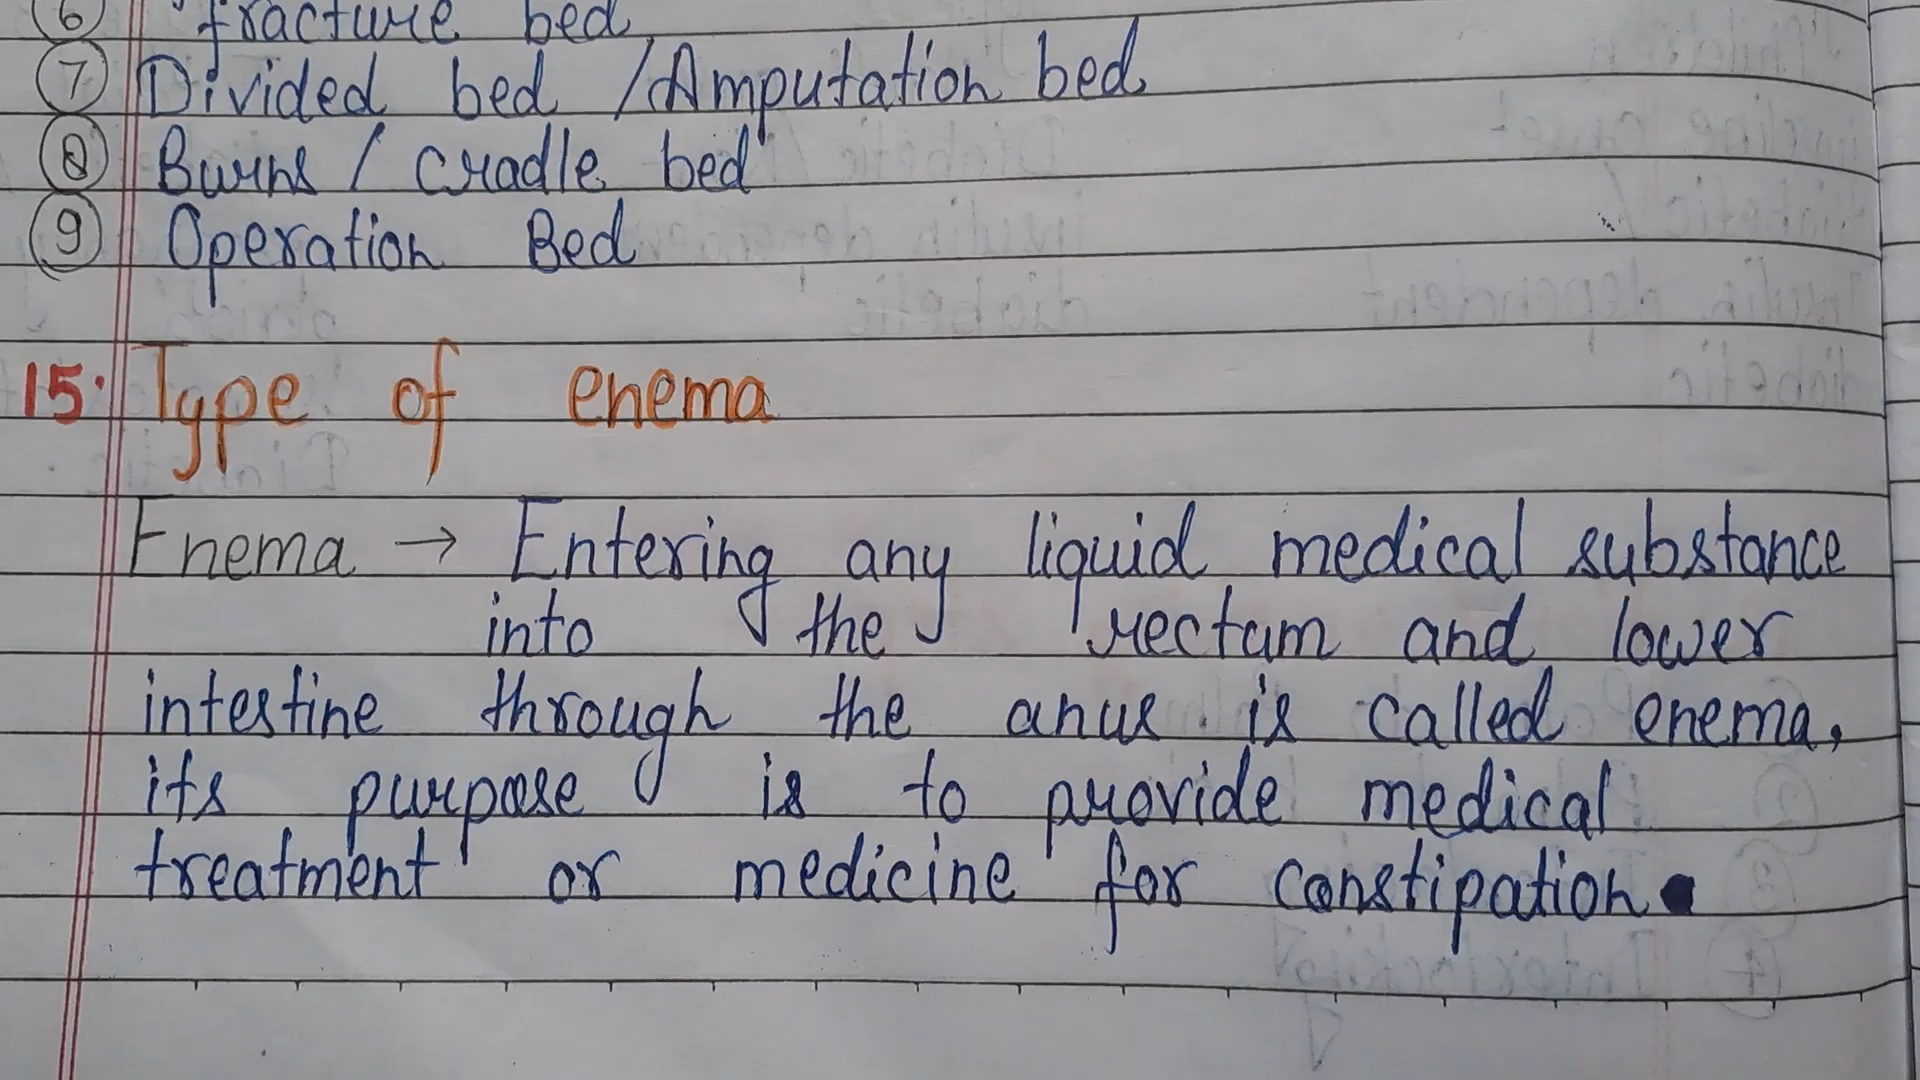 6 fracture bed
7 Divided bed / Amputation bed
8 Burns / cradle bed
9 Operation Bed
15. Type of enema
Enema → Entering any liquid medical substance
into the rectum and lower
intestine through the anus is called enema,
its purpose is to provide medical
treatment or medicine for constipation.